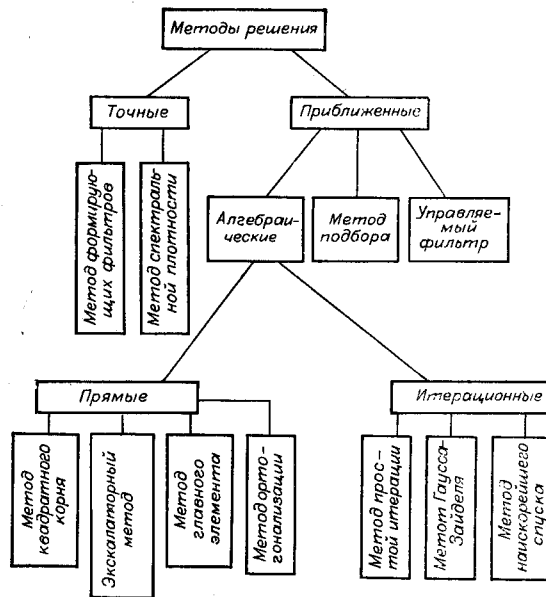 Методы решения
Точные
Приближенные
Метод формирую-
щих фильтров
Метод спектраль-
ной плотности
Алгебраи-
ческие
Метод
подбора
Управляе-
мый
фильтр
Прямые
Итерационные
Метод
квадратного
корня
Экскалаторный
метод
Метод
главного
элемента
Метод орто-
гонализации
Метод прос-
той итерации
Метот Гаусса-
Зайделя
Метод
наискорейшего
спуска